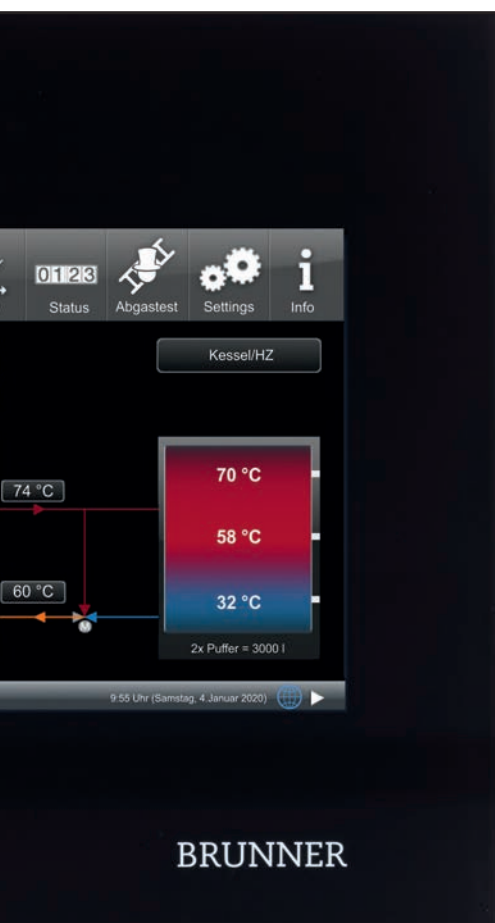 0123
Status
Abgastest
Settings
Info
Kessel/HZ
70 °C
74 °C
58 °C
60 °C
32 °C
M
2x Puffer = 3000 l
9:55 Uhr (Samstag, 4.Januar 2020)
BRUNNER